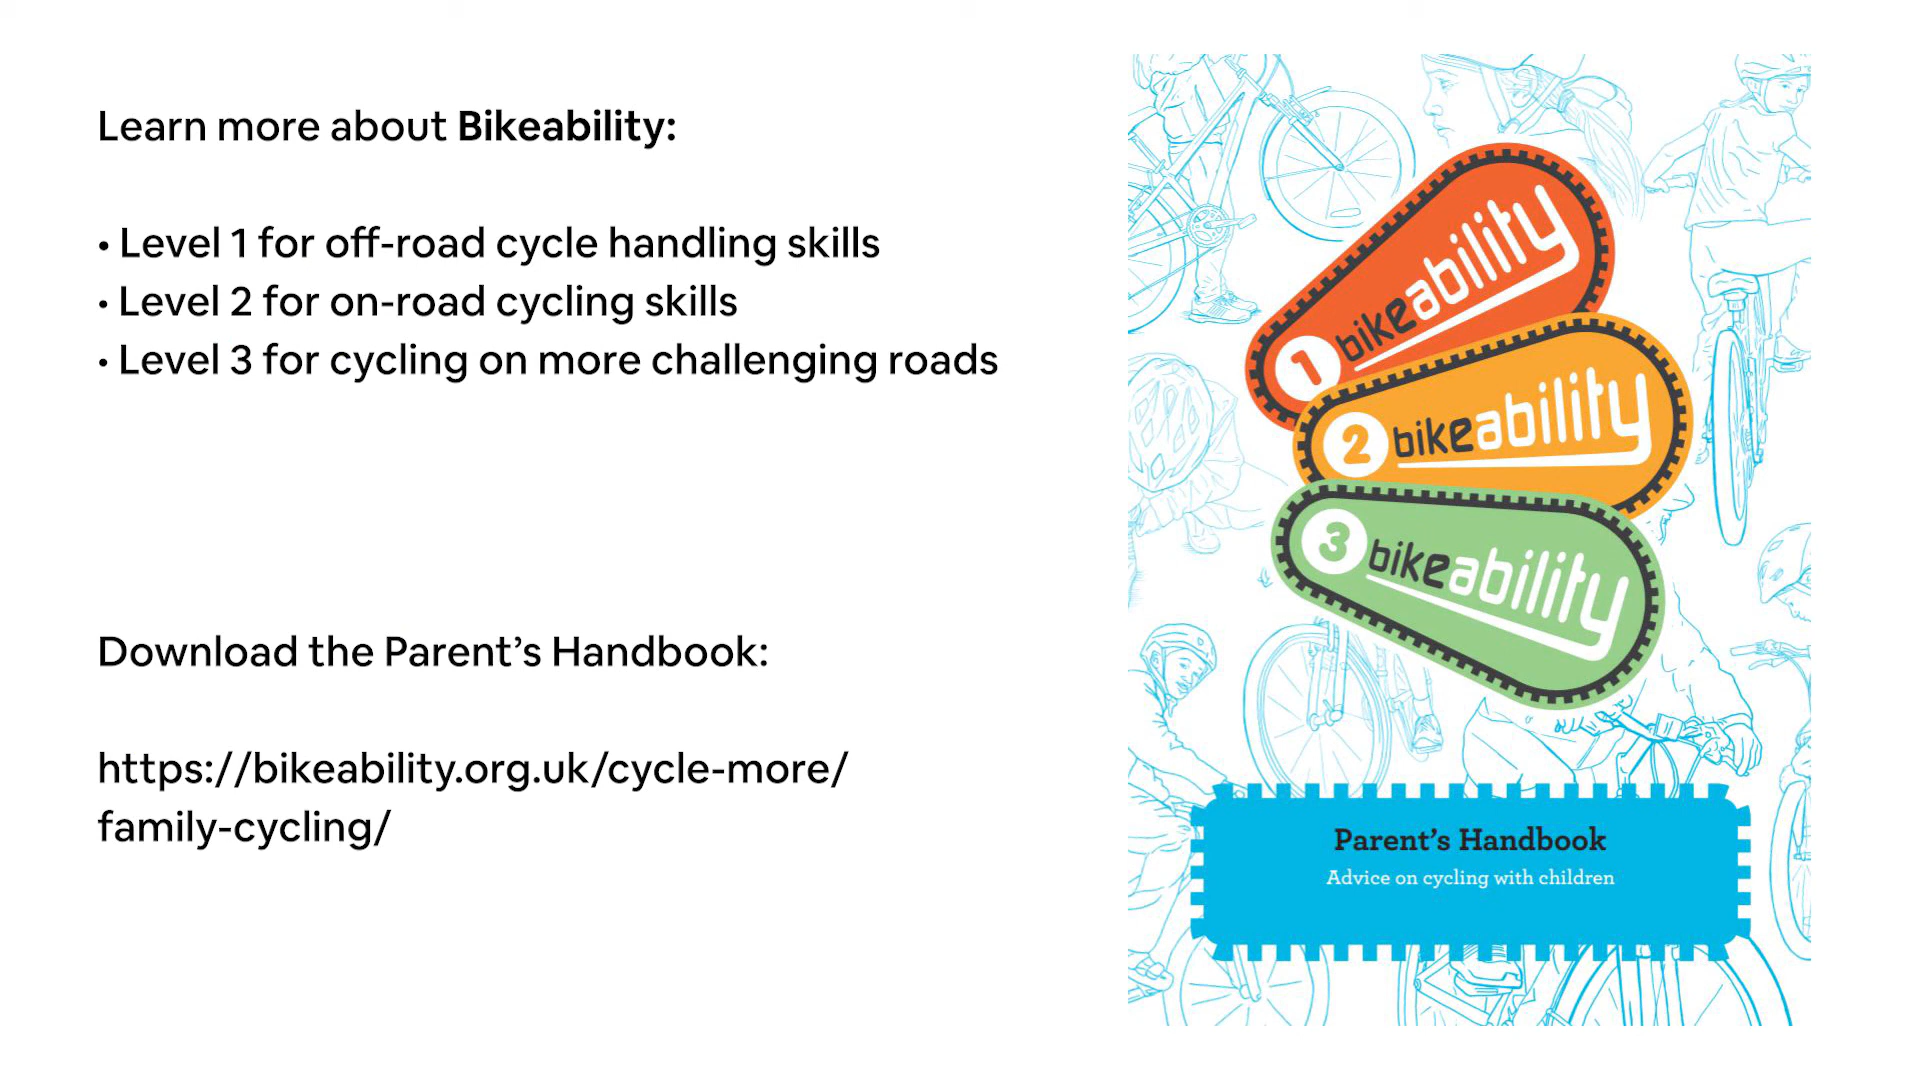 Learn more about Bikeability:
• Level 1 for off-road cycle handling skills
• Level 2 for on-road cycling skills
• Level 3 for cycling on more challenging roads
Download the Parent’s Handbook:
https://bikeability.org.uk/cycle-more/
family-cycling/
1 bikeability
2 bikeability
3 bikeability
Parent’s Handbook
Advice on cycling with children